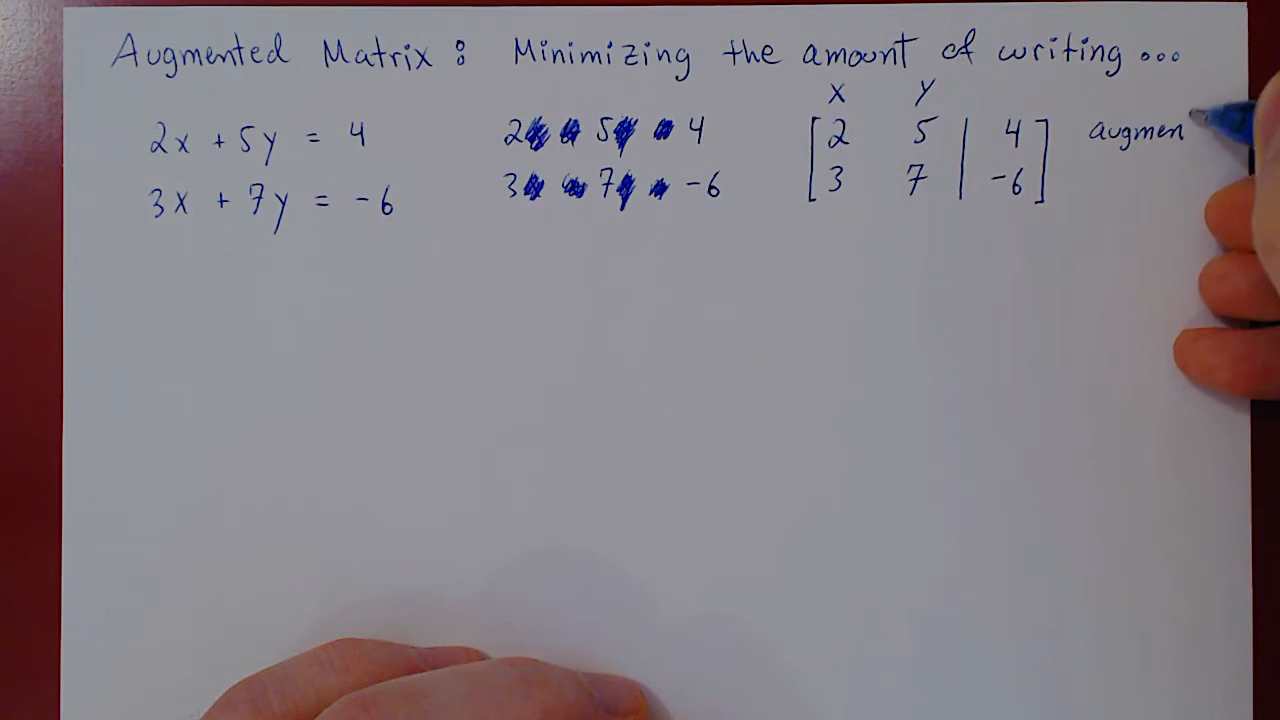 Augmented Matrix: Minimizing the amount of writing...
2x + 5y = 4
3x + 7y = -6
2 5 4
3 7 -6
x y
[2 5 | 4]
[3 7 | -6]
augmen